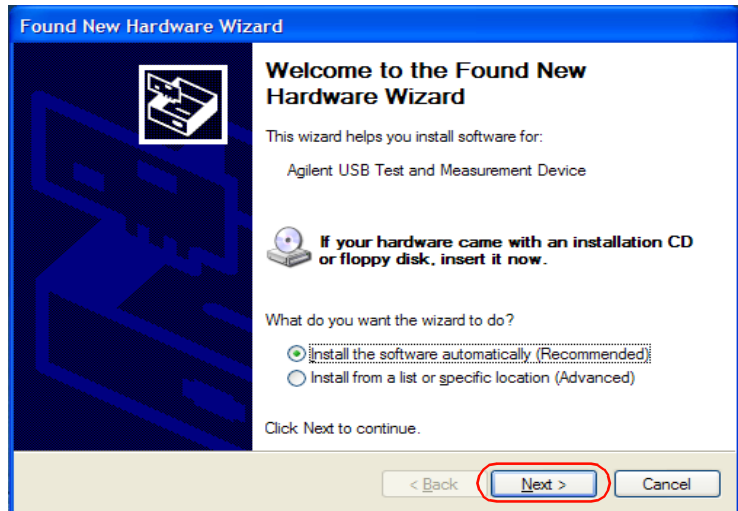 Found New Hardware Wizard
Welcome to the Found New
Hardware Wizard
This wizard helps you install software for:
Agilent USB Test and Measurement Device
If your hardware came with an installation CD
or floppy disk, insert it now.
What do you want the wizard to do?
Install the software automatically (Recommended)
Install from a list or specific location (Advanced)
Click Next to continue.
< Back Next > Cancel